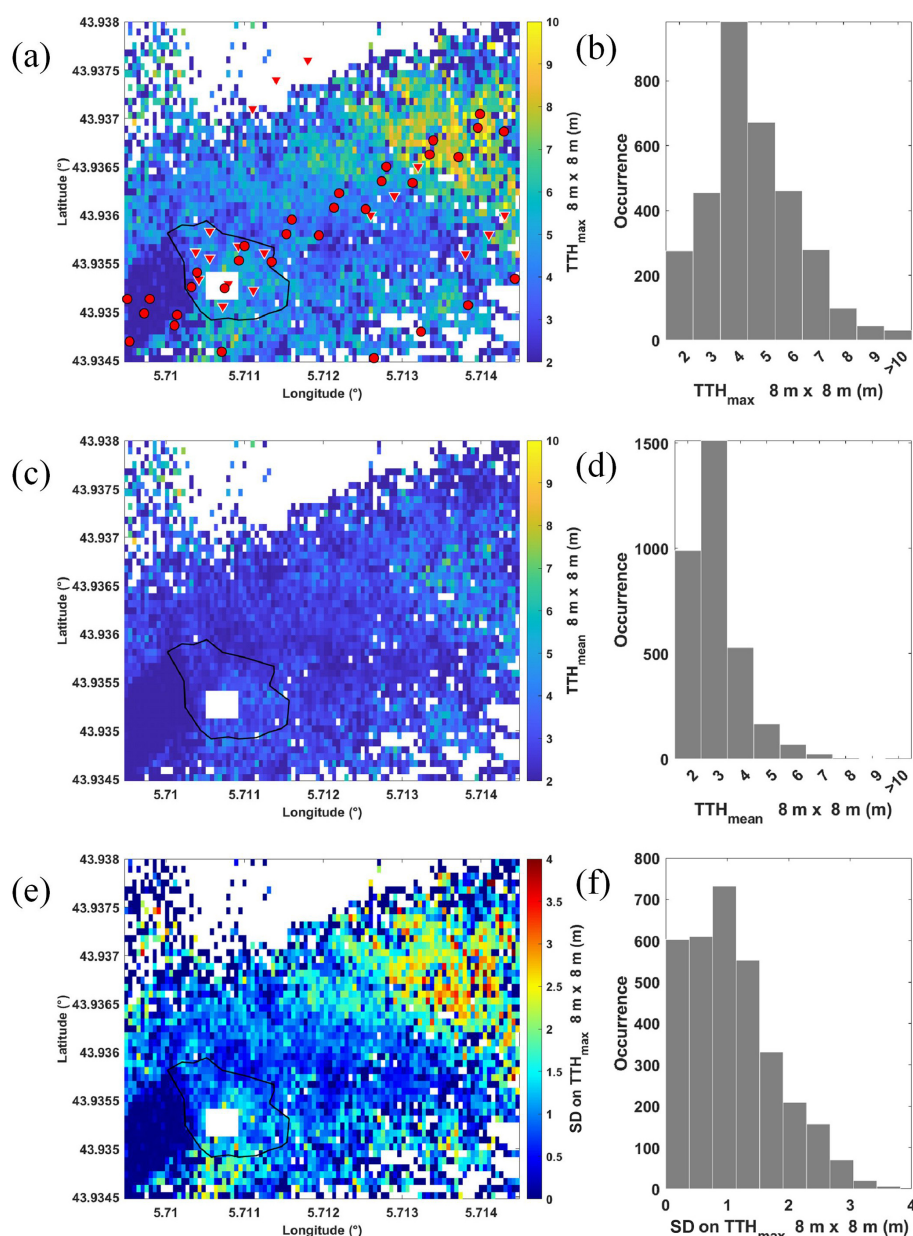 (a)
43.938
43.9375
43.937
43.9365
43.936
43.9355
43.935
43.9345
Latitude (°)
5.71 5.711 5.712 5.713 5.714
Longitude (°)
10
9
8
7
6
5
4
3
2
TTHmax 8 m x 8 m (m)
(b)
800
600
400
200
0
Occurrence
2 3 4 5 6 7 8 9 >10
TTHmax 8 m x 8 m (m)
(c)
43.938
43.9375
43.937
43.9365
43.936
43.9355
43.935
43.9345
Latitude (°)
5.71 5.711 5.712 5.713 5.714
Longitude (°)
10
9
8
7
6
5
4
3
2
TTHmean 8 m x 8 m (m)
(d)
1500
1000
500
0
Occurrence
2 3 4 5 6 7 8 9 >10
TTHmean 8 m x 8 m (m)
(e)
43.938
43.9375
43.937
43.9365
43.936
43.9355
43.935
43.9345
Latitude (°)
5.71 5.711 5.712 5.713 5.714
Longitude (°)
4
3.5
3
2.5
2
1.5
1
0.5
0
SD on TTHmax 8 m x 8 m (m)
(f)
800
700
600
500
400
300
200
100
0
Occurrence
0 1 2 3 4
SD on TTHmax 8 m x 8 m (m)